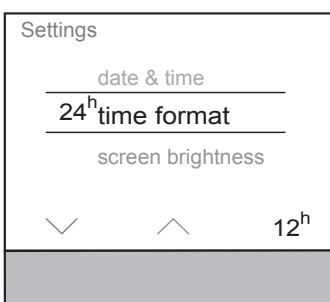 Settings
date & time
24h time format
screen brightness
12h